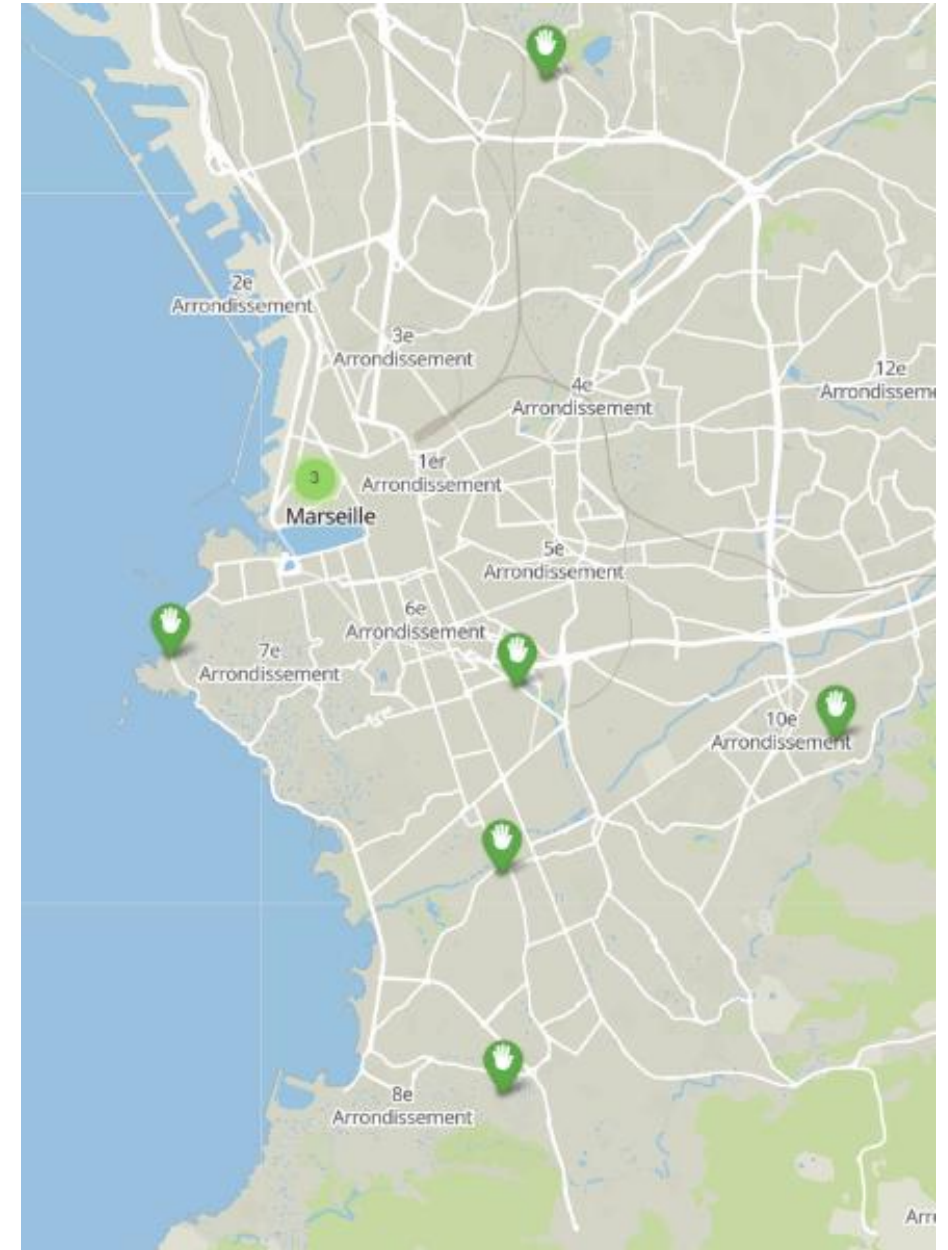 2e
Arrondissement
3e
Arrondissement
12e
Arrondisseme
4e
Arrondissement
1er
Arrondissement
3
Marseille
5e
Arrondissement
6e
Arrondissement
7e
Arrondissement
10e
Arrondissement
8e
Arrondissement
Arr